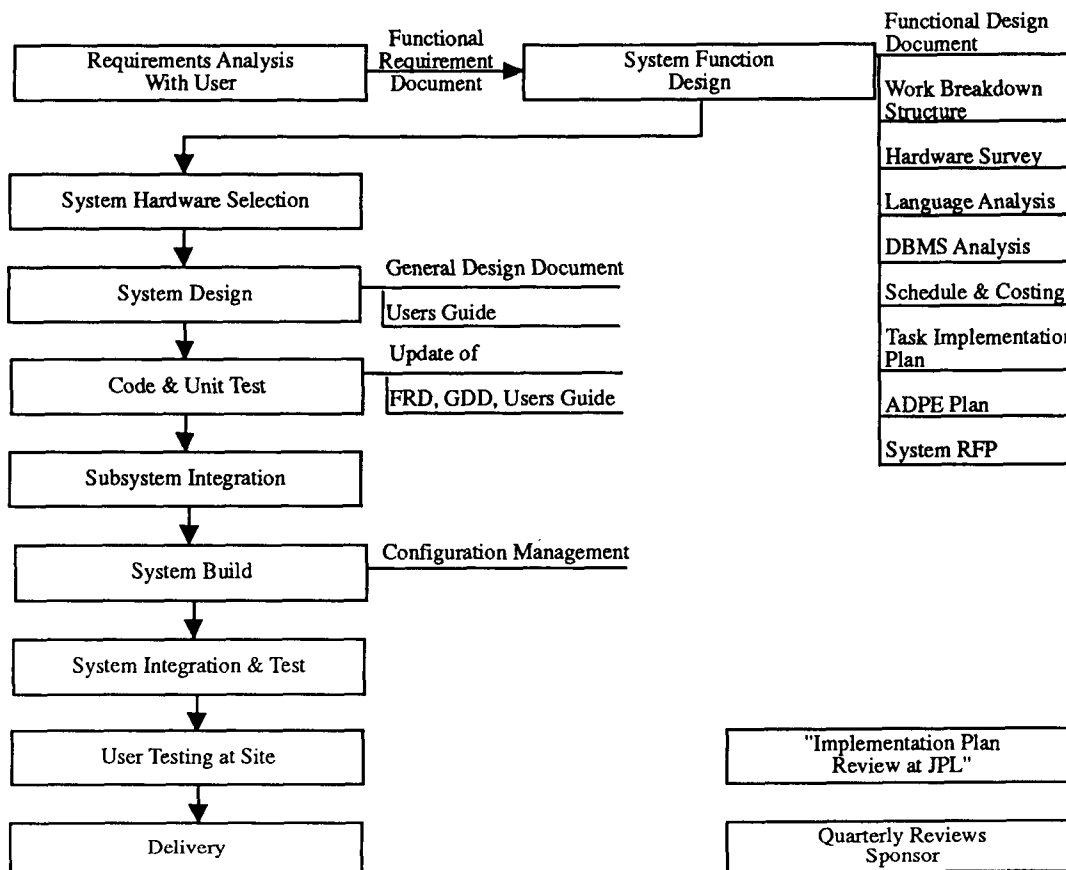 Requirements Analysis
With User
Functional
Requirement
Document
System Function
Design
Functional Design
Document
Work Breakdown
Structure
Hardware Survey
Language Analysis
DBMS Analysis
Schedule & Costing
Task Implementation
Plan
ADPE Plan
System RFP
System Hardware Selection
System Design
General Design Document
Users Guide
Code & Unit Test
Update of
FRD, GDD, Users Guide
Subsystem Integration
System Build
Configuration Management
System Integration & Test
User Testing at Site
Delivery
"Implementation Plan
Review at JPL"
Quarterly Reviews
Sponsor